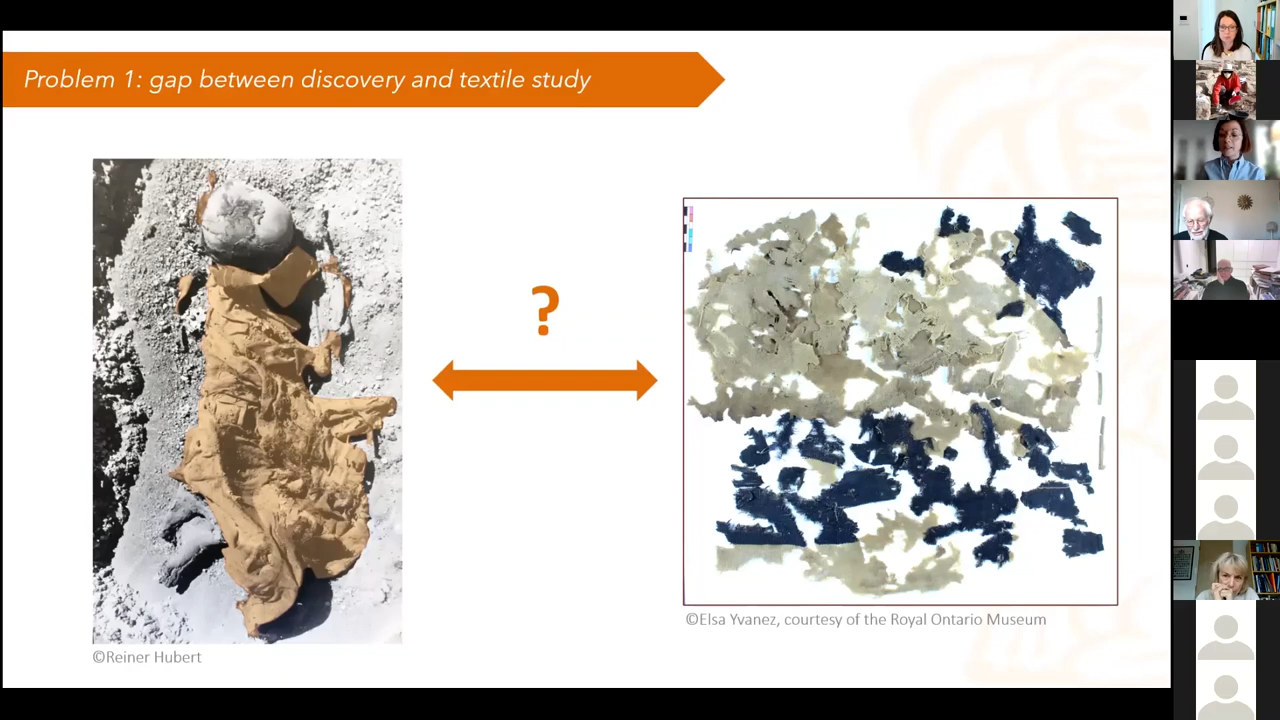 Problem 1: gap between discovery and textile study
?
©Elsa Yvanez, courtesy of the Royal Ontario Museum
©Reiner Hubert